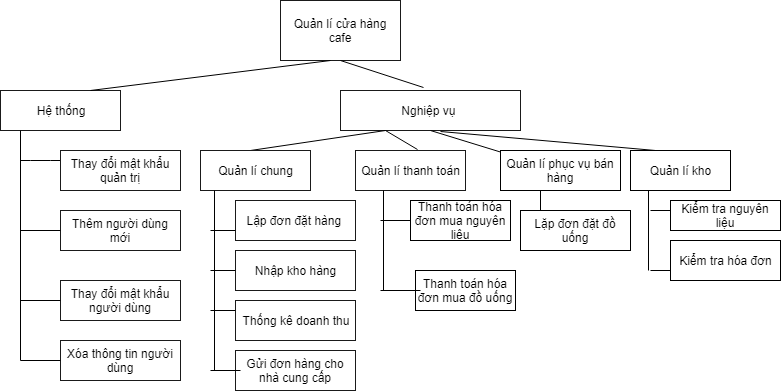 Quản lí cửa hàng
cafe
Hệ thống
Nghiệp vụ
Thay đổi mật khẩu
quản trị
Thêm người dùng
mới
Thay đổi mật khẩu
người dùng
Xóa thông tin người
dùng
Quản lí chung
Lập đơn đặt hàng
Nhập kho hàng
Thống kê doanh thu
Gửi đơn hàng cho
nhà cung cấp
Quản lí thanh toán
Thanh toán hóa
đơn mua nguyên
liệu
Thanh toán hóa
đơn mua đồ uống
Quản lí phục vụ bán
hàng
Lặp đơn đặt đồ
uống
Quản lí kho
Kiểm tra nguyên
liệu
Kiểm tra hóa đơn